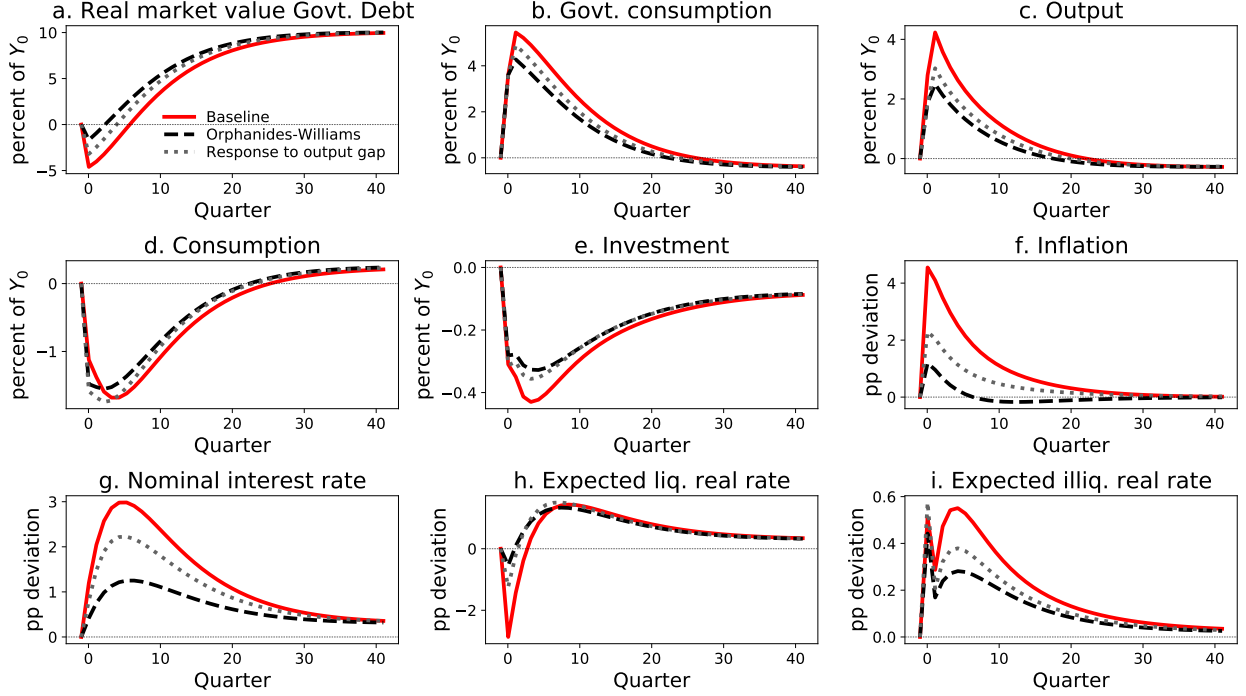 a. Real market value Govt. Debt
percent of Y0
10
5
0
−5
Baseline
Orphanides-Williams
Response to output gap
0 10 20 30 40
Quarter
b. Govt. consumption
percent of Y0
4
2
0
0 10 20 30 40
Quarter
c. Output
percent of Y0
4
2
0
0 10 20 30 40
Quarter
d. Consumption
percent of Y0
0
−1
0 10 20 30 40
Quarter
e. Investment
percent of Y0
0.0
−0.2
−0.4
0 10 20 30 40
Quarter
f. Inflation
pp deviation
4
2
0
0 10 20 30 40
Quarter
g. Nominal interest rate
pp deviation
3
2
1
0
0 10 20 30 40
Quarter
h. Expected liq. real rate
pp deviation
0
−2
0 10 20 30 40
Quarter
i. Expected illiq. real rate
pp deviation
0.6
0.4
0.2
0.0
0 10 20 30 40
Quarter